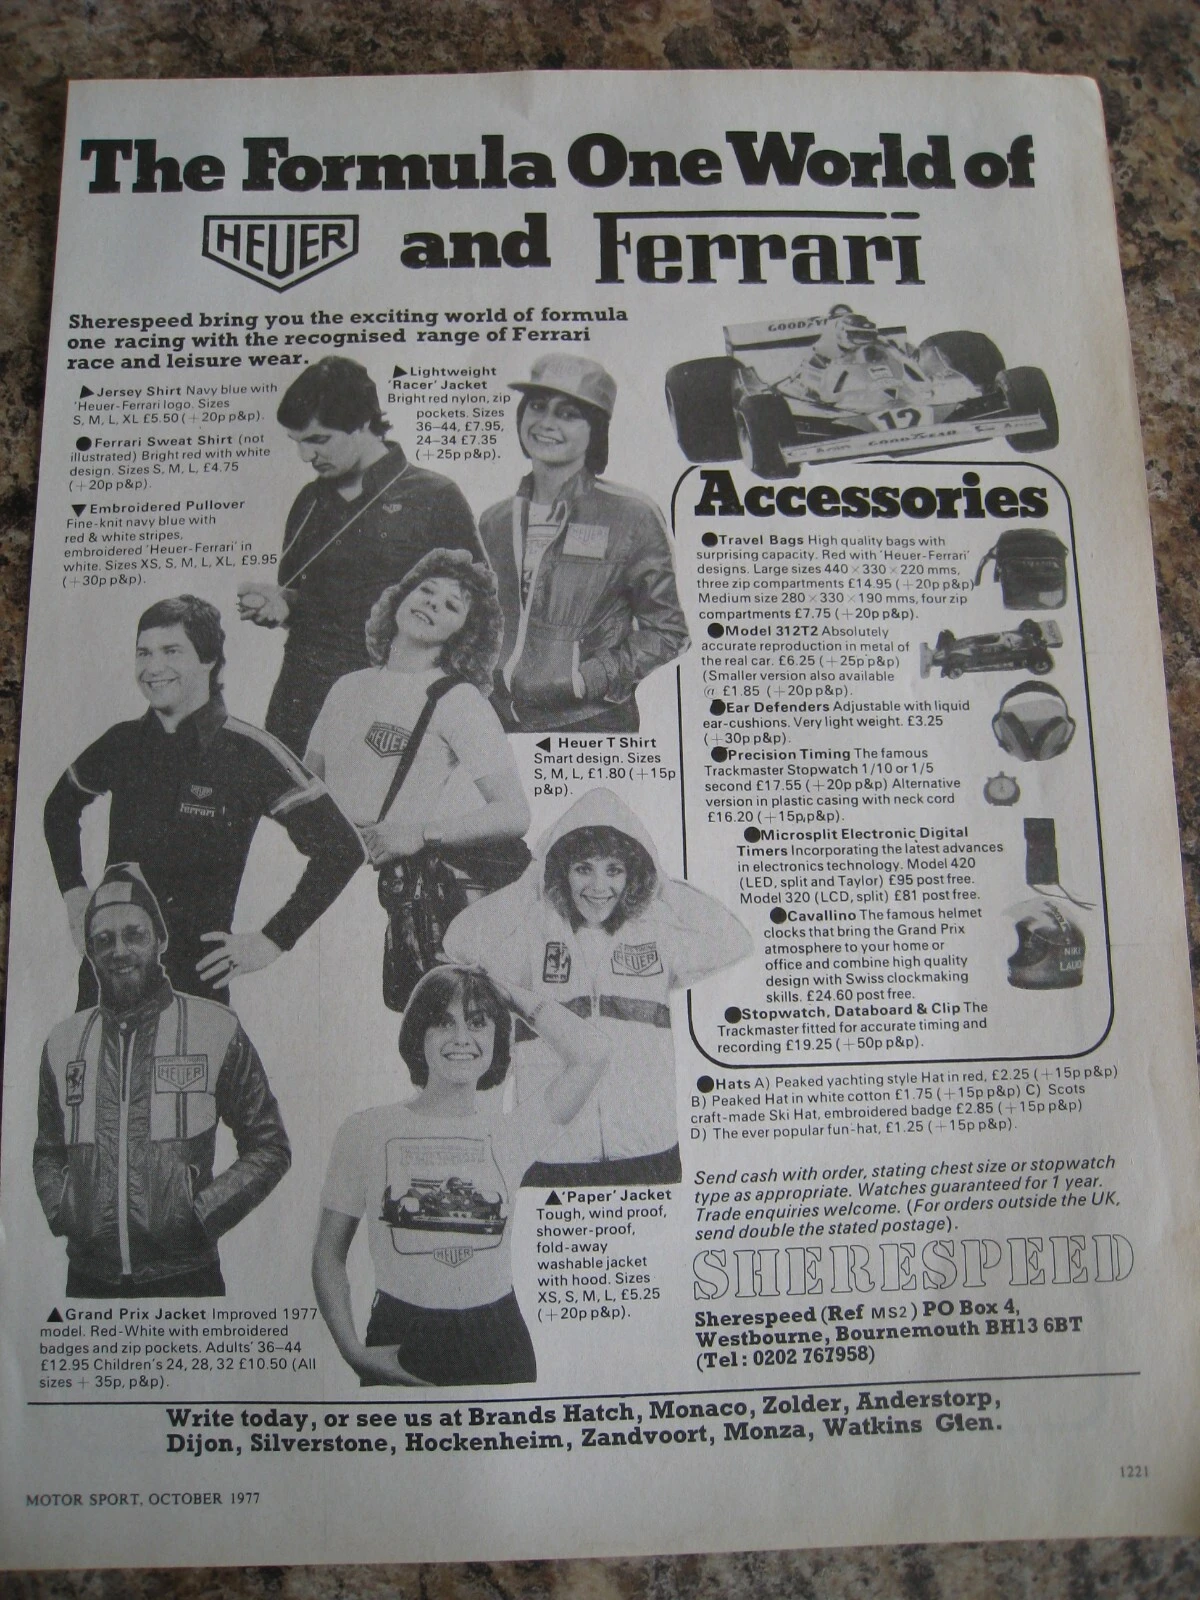 The Formula One World of
HEUER and Ferrari
Sherespeed bring you the exciting world of formula
one racing with the recognised range of Ferrari
race and leisure wear.
▶Jersey Shirt Navy blue with
'Heuer-Ferrari logo. Sizes
S, M, L, XL £5.50 (+20p p&p).
●Ferrari Sweat Shirt (not
illustrated) Bright red with white
design. Sizes S, M, L, £4.75
(+20p p&p).
▼Embroidered Pullover
Fine-knit navy blue with
red & white stripes,
embroidered 'Heuer-Ferrari' in
white. Sizes XS, S, M, L, XL, £9.95
(+30p p&p).
▶Lightweight
'Racer' Jacket
Bright red nylon, zip
pockets. Sizes
36–44, £7.95,
24–34 £7.35
(+25p p&p).
GOODYEAR
12
GOODYEAR
HEUER
HEUER
Ferrari
◀ Heuer T Shirt
Smart design. Sizes
S, M, L, £1.80 (+15p
p&p).
HEUER
HEUER
HEUER
▲'Paper' Jacket
Tough, wind proof,
shower-proof,
fold-away
washable jacket
with hood. Sizes
XS, S, M, L, £5.25
(+20p p&p).
▲Grand Prix Jacket Improved 1977
model. Red-White with embroidered
badges and zip pockets. Adults' 36–44
£12.95 Children's 24, 28, 32 £10.50 (All
sizes + 35p, p&p).
Accessories
●Travel Bags High quality bags with
surprising capacity. Red with 'Heuer-Ferrari'
designs. Large sizes 440 × 330 × 220 mms,
three zip compartments £14.95 (+20p p&p)
Medium size 280 × 330 × 190 mms, four zip
compartments £7.75 (+20p p&p).
●Model 312T2 Absolutely
accurate reproduction in metal of
the real car. £6.25 (+25p p&p)
(Smaller version also available
@ £1.85 (+20p p&p).
●Ear Defenders Adjustable with liquid
ear-cushions. Very light weight. £3.25
(+30p p&p).
●Precision Timing The famous
Trackmaster Stopwatch 1/10 or 1/5
second £17.55 (+20p p&p) Alternative
version in plastic casing with neck cord
£16.20 (+15p,p&p).
●Microsplit Electronic Digital
Timers Incorporating the latest advances
in electronics technology. Model 420
(LED, split and Taylor) £95 post free.
Model 320 (LCD, split) £81 post free.
●Cavallino The famous helmet
clocks that bring the Grand Prix
atmosphere to your home or
office and combine high quality
design with Swiss clockmaking
skills. £24.60 post free.
NIKI
LAUDA
●Stopwatch, Databoard & Clip The
Trackmaster fitted for accurate timing and
recording £19.25 (+50p p&p).
●Hats A) Peaked yachting style Hat in red, £2.25 (+15p p&p)
B) Peaked Hat in white cotton £1.75 (+15p p&p) C) Scots
craft-made Ski Hat, embroidered badge £2.85 (+15p p&p)
D) The ever popular fun-hat, £1.25 (+15p p&p).
Send cash with order, stating chest size or stopwatch
type as appropriate. Watches guaranteed for 1 year.
Trade enquiries welcome. (For orders outside the UK,
send double the stated postage).
SHERESPEED
Sherespeed (Ref MS2) PO Box 4,
Westbourne, Bournemouth BH13 6BT
(Tel: 0202 767958)
Write today, or see us at Brands Hatch, Monaco, Zolder, Anderstorp,
Dijon, Silverstone, Hockenheim, Zandvoort, Monza, Watkins Glen.
1221
MOTOR SPORT, OCTOBER 1977